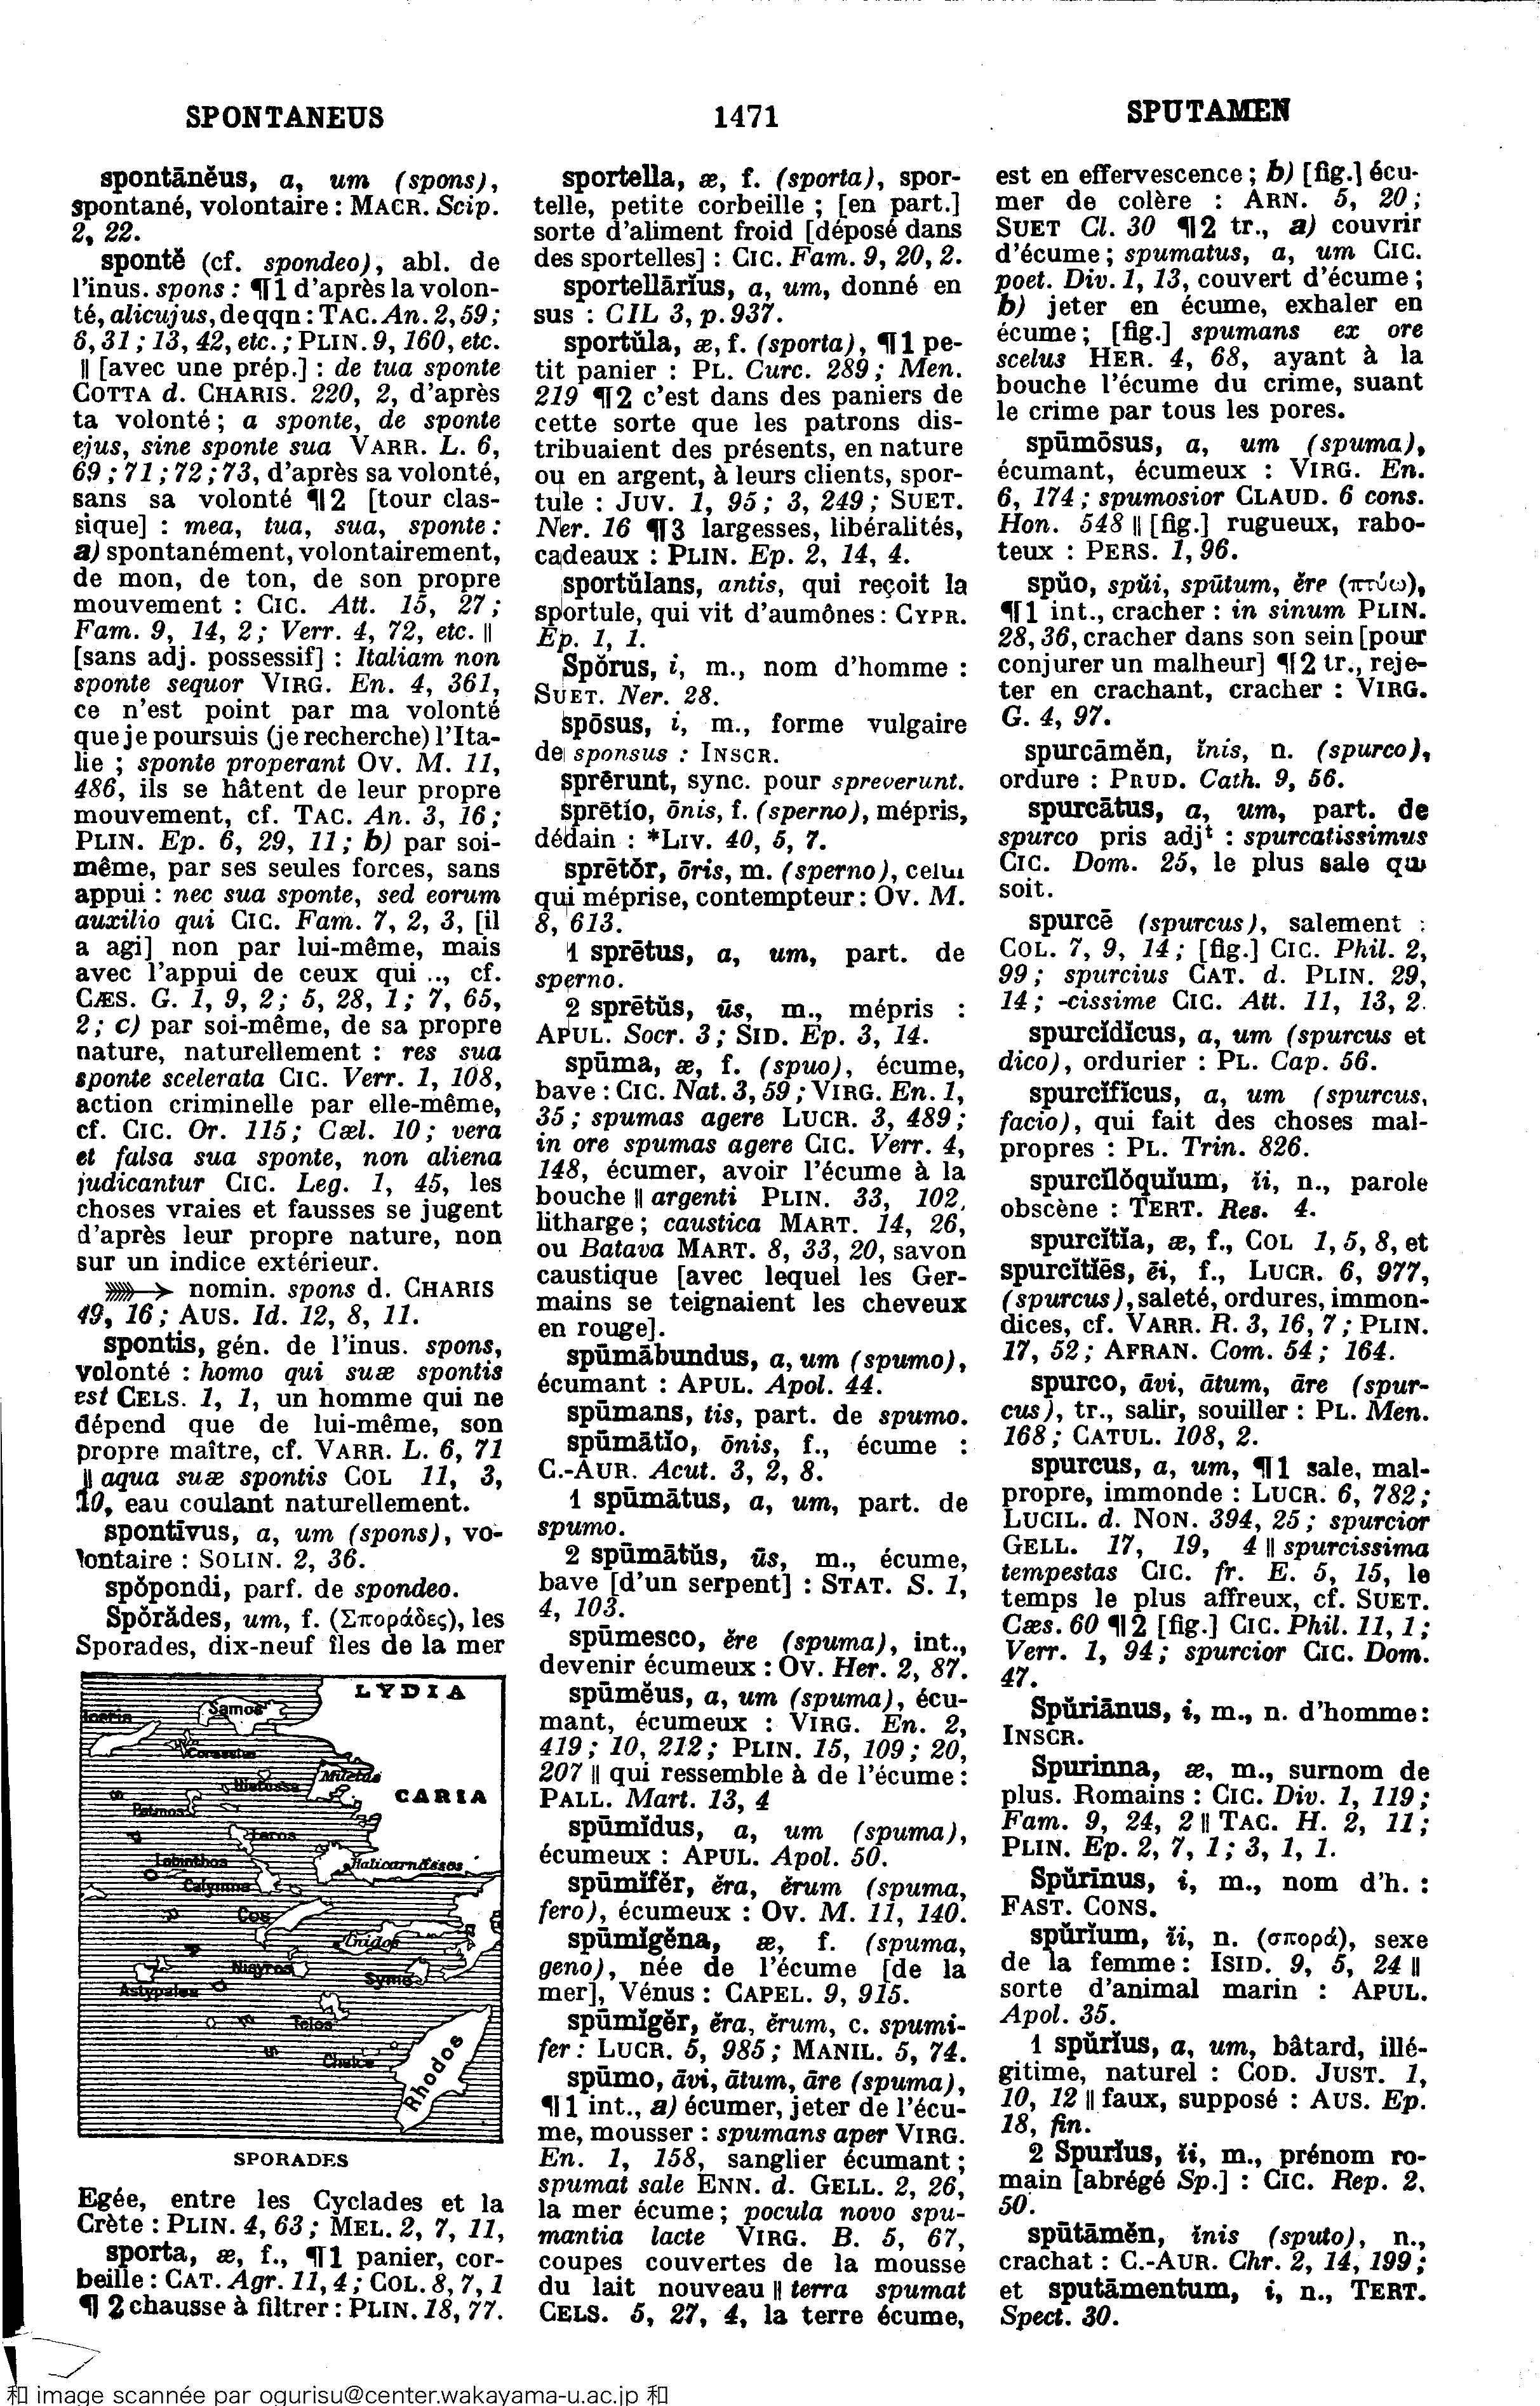 SPONTANEUS
1471
SPUTAMEN
spontānĕus, a, um (spons),
spontané, volontaire : MACR. Scip.
2, 22.
spontĕ (cf. spondeo), abl. de
l'inus. spons : ¶1 d'après la volon-
té, alicujus, de qqn : TAC. An. 2, 59 ;
6, 31 ; 13, 42, etc. ; PLIN. 9, 160, etc.
‖ [avec une prép.] : de tua sponte
COTTA d. CHARIS. 220, 2, d'après
ta volonté ; a sponte, de sponte
ejus, sine sponte sua VARR. L. 6,
69 ; 71 ; 72 ; 73, d'après sa volonté,
sans sa volonté ¶2 [tour clas-
sique] : mea, tua, sua, sponte :
a) spontanément, volontairement,
de mon, de ton, de son propre
mouvement : CIC. Att. 15, 27 ;
Fam. 9, 14, 2 ; Verr. 4, 72, etc. ‖
[sans adj. possessif] : Italiam non
sponte sequor VIRG. En. 4, 361,
ce n'est point par ma volonté
que je poursuis (je recherche) l'Ita-
lie ; sponte properant OV. M. 11,
486, ils se hâtent de leur propre
mouvement, cf. TAC. An. 3, 16 ;
PLIN. Ep. 6, 29, 11 ; b) par soi-
même, par ses seules forces, sans
appui : nec sua sponte, sed eorum
auxilio qui CIC. Fam. 7, 2, 3, [il
a agi] non par lui-même, mais
avec l'appui de ceux qui .., cf.
CÆS. G. 1, 9, 2 ; 5, 28, 1 ; 7, 65,
2 ; c) par soi-même, de sa propre
nature, naturellement : res sua
sponte scelerata CIC. Verr. 1, 108,
action criminelle par elle-même,
cf. CIC. Or. 115 ; Cæl. 10 ; vera
et falsa sua sponte, non aliena
judicantur CIC. Leg. 1, 45, les
choses vraies et fausses se jugent
d'après leur propre nature, non
sur un indice extérieur.
nomin. spons d. CHARIS
49, 16 ; AUS. Id. 12, 8, 11.
spontis, gén. de l'inus. spons,
volonté : homo qui suæ spontis
est CELS. 1, 1, un homme qui ne
dépend que de lui-même, son
propre maître, cf. VARR. L. 6, 71
‖ aqua suæ spontis COL 11, 3,
10, eau coulant naturellement.
spontīvus, a, um (spons), vo-
lontaire : SOLIN. 2, 36.
spŏpondi, parf. de spondeo.
Spŏrădes, um, f. (Σποράδες), les
Sporades, dix-neuf îles de la mer
LYDIA
Samos
Icaria
Corassiae
Miletus
CARIA
Patmos
Leros
Halicarnassos
Lebinthos
Calymna
Cos
Cnidos
Nisyros
Syme
Astypalea
Telos
Chalce
Rhodos
SPORADES
SPORADES
Egée, entre les Cyclades et la
Crète : PLIN. 4, 63 ; MEL. 2, 7, 11,
sporta, æ, f., ¶1 panier, cor-
beille : CAT. Agr. 11, 4 ; COL. 8, 7, 1
¶ 2 chausse à filtrer : PLIN. 18, 77.
sportella, æ, f. (sporta), spor-
telle, petite corbeille ; [en part.]
sorte d'aliment froid [déposé dans
des sportelles] : CIC. Fam. 9, 20, 2.
sportellārĭus, a, um, donné en
sus : CIL 3, p. 937.
sportŭla, æ, f. (sporta), ¶1 pe-
tit panier : PL. Curc. 289 ; Men.
219 ¶2 c'est dans des paniers de
cette sorte que les patrons dis-
tribuaient des présents, en nature
ou en argent, à leurs clients, spor-
tule : JUV. 1, 95 ; 3, 249 ; SUET.
Ner. 16 ¶3 largesses, libéralités,
cadeaux : PLIN. Ep. 2, 14, 4.
sportŭlans, antis, qui reçoit la
sportule, qui vit d'aumônes : CYPR.
Ep. 1, 1.
Spŏrus, i, m., nom d'homme :
SUET. Ner. 28.
spōsus, i, m., forme vulgaire
de sponsus : INSCR.
sprērunt, sync. pour spreverunt.
sprētĭo, ōnis, f. (sperno), mépris,
dédain : *LIV. 40, 5, 7.
sprētŏr, ōris, m. (sperno), celui
qui méprise, contempteur : OV. M.
8, 613.
1 sprētus, a, um, part. de
sperno.
2 sprētŭs, ūs, m., mépris :
APUL. Socr. 3 ; SID. Ep. 3, 14.
spūma, æ, f. (spuo), écume,
bave : CIC. Nat. 3, 59 ; VIRG. En. 1,
35 ; spumas agere LUCR. 3, 489 ;
in ore spumas agere CIC. Verr. 4,
148, écumer, avoir l'écume à la
bouche ‖ argenti PLIN. 33, 102,
litharge ; caustica MART. 14, 26,
ou Batava MART. 8, 33, 20, savon
caustique [avec lequel les Ger-
mains se teignaient les cheveux
en rouge].
spūmābundus, a, um (spumo),
écumant : APUL. Apol. 44.
spūmans, tis, part. de spumo.
spūmātĭo, ōnis, f., écume :
C.-AUR. Acut. 3, 2, 8.
1 spūmātus, a, um, part. de
spumo.
2 spūmātŭs, ūs, m., écume,
bave [d'un serpent] : STAT. S. 1,
4, 103.
spūmesco, ĕre (spuma), int.,
devenir écumeux : OV. Her. 2, 87.
spūmĕus, a, um (spuma), écu-
mant, écumeux : VIRG. En. 2,
419 ; 10, 212 ; PLIN. 15, 109 ; 20,
207 ‖ qui ressemble à de l'écume :
PALL. Mart. 13, 4
spūmĭdus, a, um (spuma),
écumeux : APUL. Apol. 50.
spūmĭfĕr, ĕra, ĕrum (spuma,
fero), écumeux : OV. M. 11, 140.
spūmĭgĕna, æ, f. (spuma,
geno), née de l'écume [de la
mer], Vénus : CAPEL. 9, 915.
spūmĭgĕr, ĕra, ĕrum, c. spumi-
fer : LUCR. 5, 985 ; MANIL. 5, 74.
spūmo, āvi, ātum, āre (spuma),
¶1 int., a) écumer, jeter de l'écu-
me, mousser : spumans aper VIRG.
En. 1, 158, sanglier écumant ;
spumat sale ENN. d. GELL. 2, 26,
la mer écume ; pocula novo spu-
mantia lacte VIRG. B. 5, 67,
coupes couvertes de la mousse
du lait nouveau ‖ terra spumat
CELS. 5, 27, 4, la terre écume,
est en effervescence ; b) [fig.] écu-
mer de colère : ARN. 5, 20 ;
SUET Cl. 30 ¶2 tr., a) couvrir
d'écume ; spumatus, a, um CIC.
poet. Div. 1, 13, couvert d'écume ;
b) jeter en écume, exhaler en
écume ; [fig.] spumans ex ore
scelus HER. 4, 68, ayant à la
bouche l'écume du crime, suant
le crime par tous les pores.
spūmōsus, a, um (spuma),
écumant, écumeux : VIRG. En.
6, 174 ; spumosior CLAUD. 6 cons.
Hon. 548 ‖ [fig.] rugueux, rabo-
teux : PERS. 1, 96.
spŭo, spŭi, spūtum, ĕre (πτύω),
¶1 int., cracher : in sinum PLIN.
28, 36, cracher dans son sein [pour
conjurer un malheur] ¶2 tr., reje-
ter en crachant, cracher : VIRG.
G. 4, 97.
spurcāmĕn, ĭnis, n. (spurco),
ordure : PRUD. Cath. 9, 56.
spurcātus, a, um, part. de
spurco pris adjᵗ : spurcatissimus
CIC. Dom. 25, le plus sale qui
soit.
spurcē (spurcus), salement :
COL. 7, 9, 14 ; [fig.] CIC. Phil. 2,
99 ; spurcius CAT. d. PLIN. 29,
14 ; -cissime CIC. Att. 11, 13, 2.
spurcĭdĭcus, a, um (spurcus et
dico), ordurier : PL. Cap. 56.
spurcĭfĭcus, a, um (spurcus,
facio), qui fait des choses mal-
propres : PL. Trin. 826.
spurcĭlŏquĭum, ĭi, n., parole
obscène : TERT. Res. 4.
spurcĭtĭa, æ, f., COL 1, 5, 8, et
spurcĭtĭēs, ēi, f., LUCR. 6, 977,
(spurcus), saleté, ordures, immon-
dices, cf. VARR. R. 3, 16, 7 ; PLIN.
17, 52 ; AFRAN. Com. 54 ; 164.
spurco, āvi, ātum, āre (spur-
cus), tr., salir, souiller : PL. Men.
168 ; CATUL. 108, 2.
spurcus, a, um, ¶1 sale, mal-
propre, immonde : LUCR. 6, 782 ;
LUCIL. d. NON. 394, 25 ; spurcior
GELL. 17, 19, 4 ‖ spurcissima
tempestas CIC. fr. E. 5, 15, le
temps le plus affreux, cf. SUET.
Cæs. 60 ¶2 [fig.] CIC. Phil. 11, 1 ;
Verr. 1, 94 ; spurcior CIC. Dom.
47.
Spŭriānus, i, m., n. d'homme :
INSCR.
Spurinna, æ, m., surnom de
plus. Romains : CIC. Div. 1, 119 ;
Fam. 9, 24, 2 ‖ TAC. H. 2, 11 ;
PLIN. Ep. 2, 7, 1 ; 3, 1, 1.
Spŭrīnus, i, m., nom d'h. :
FAST. CONS.
spŭrĭum, ĭi, n. (σπορά), sexe
de la femme : ISID. 9, 5, 24 ‖
sorte d'animal marin : APUL.
Apol. 35.
1 spŭrĭus, a, um, bâtard, illé-
gitime, naturel : COD. JUST. 1,
10, 12 ‖ faux, supposé : AUS. Ep.
18, fin.
2 Spurĭus, ĭi, m., prénom ro-
main [abrégé Sp.] : CIC. Rep. 2,
50.
spūtāmĕn, ĭnis (sputo), n.,
crachat : C.-AUR. Chr. 2, 14, 199 ;
et sputāmentum, i, n., TERT.
Spect. 30.
和 image scannée par ogurisu@center.wakayama-u.ac.jp 和